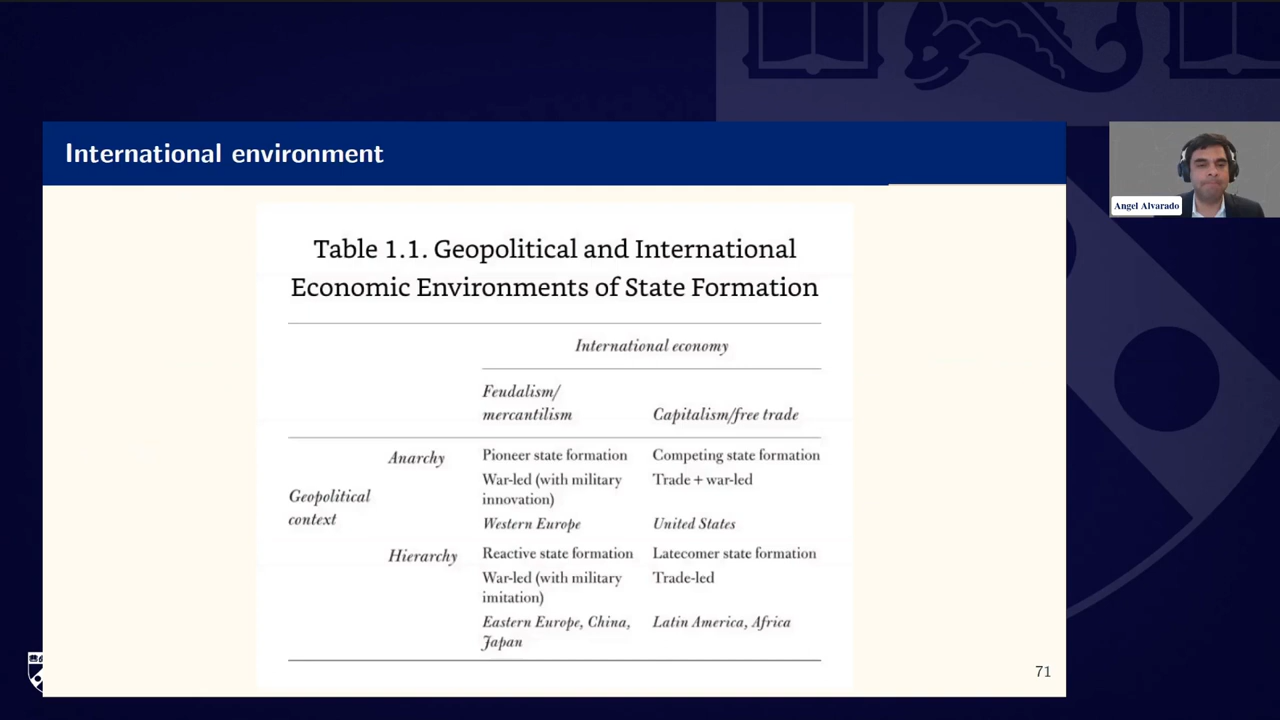 International environment
Angel Alvarado
Table 1.1. Geopolitical and International
Economic Environments of State Formation
International economy
Feudalism/
mercantilism
Capitalism/free trade
Geopolitical
context
Anarchy
Pioneer state formation
War-led (with military
innovation)
Western Europe
Competing state formation
Trade + war-led
United States
Hierarchy
Reactive state formation
War-led (with military
imitation)
Eastern Europe, China,
Japan
Latecomer state formation
Trade-led
Latin America, Africa
71